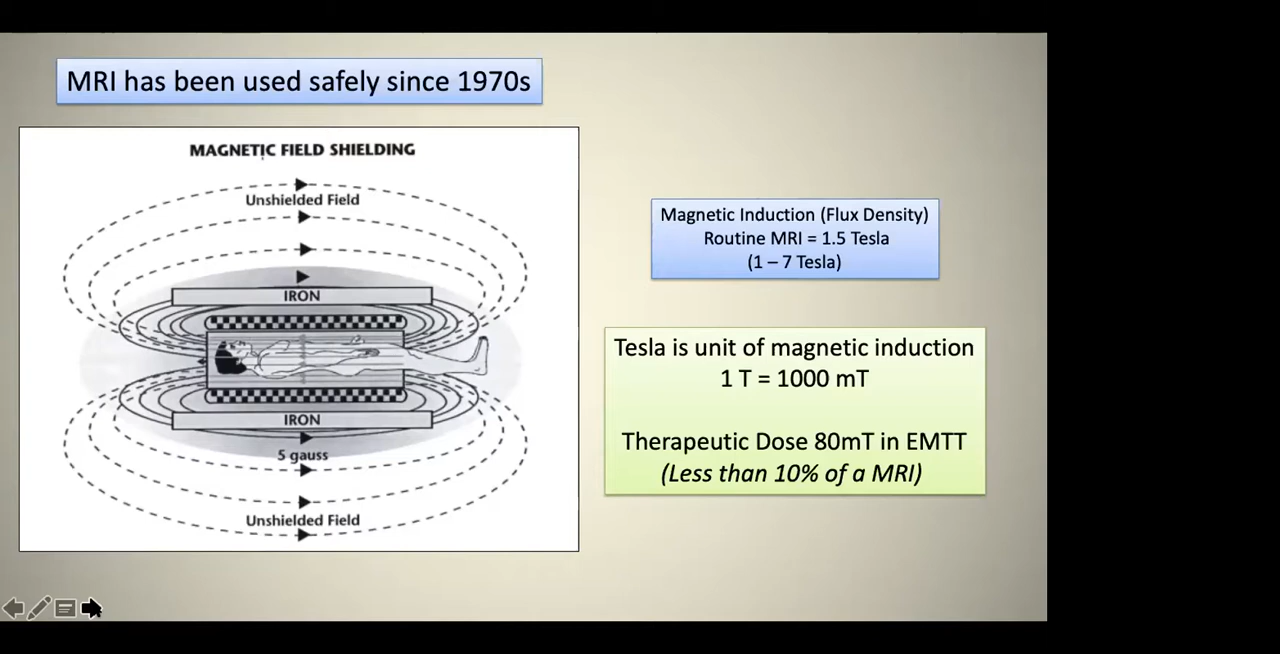 MRI has been used safely since 1970s
MAGNETIC FIELD SHIELDING
Unshielded Field
IRON
IRON
5 gauss
Unshielded Field
Magnetic Induction (Flux Density)
Routine MRI = 1.5 Tesla
(1 – 7 Tesla)
Tesla is unit of magnetic induction
1 T = 1000 mT
Therapeutic Dose 80mT in EMTT
(Less than 10% of a MRI)